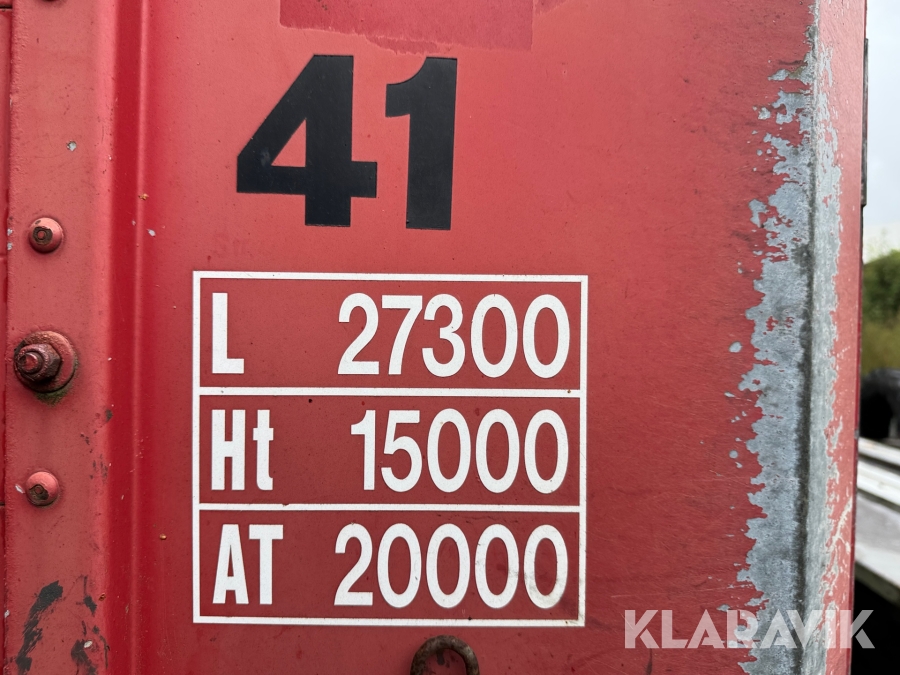 41
L 27300
Ht 15000
AT 20000
KLARAVIK